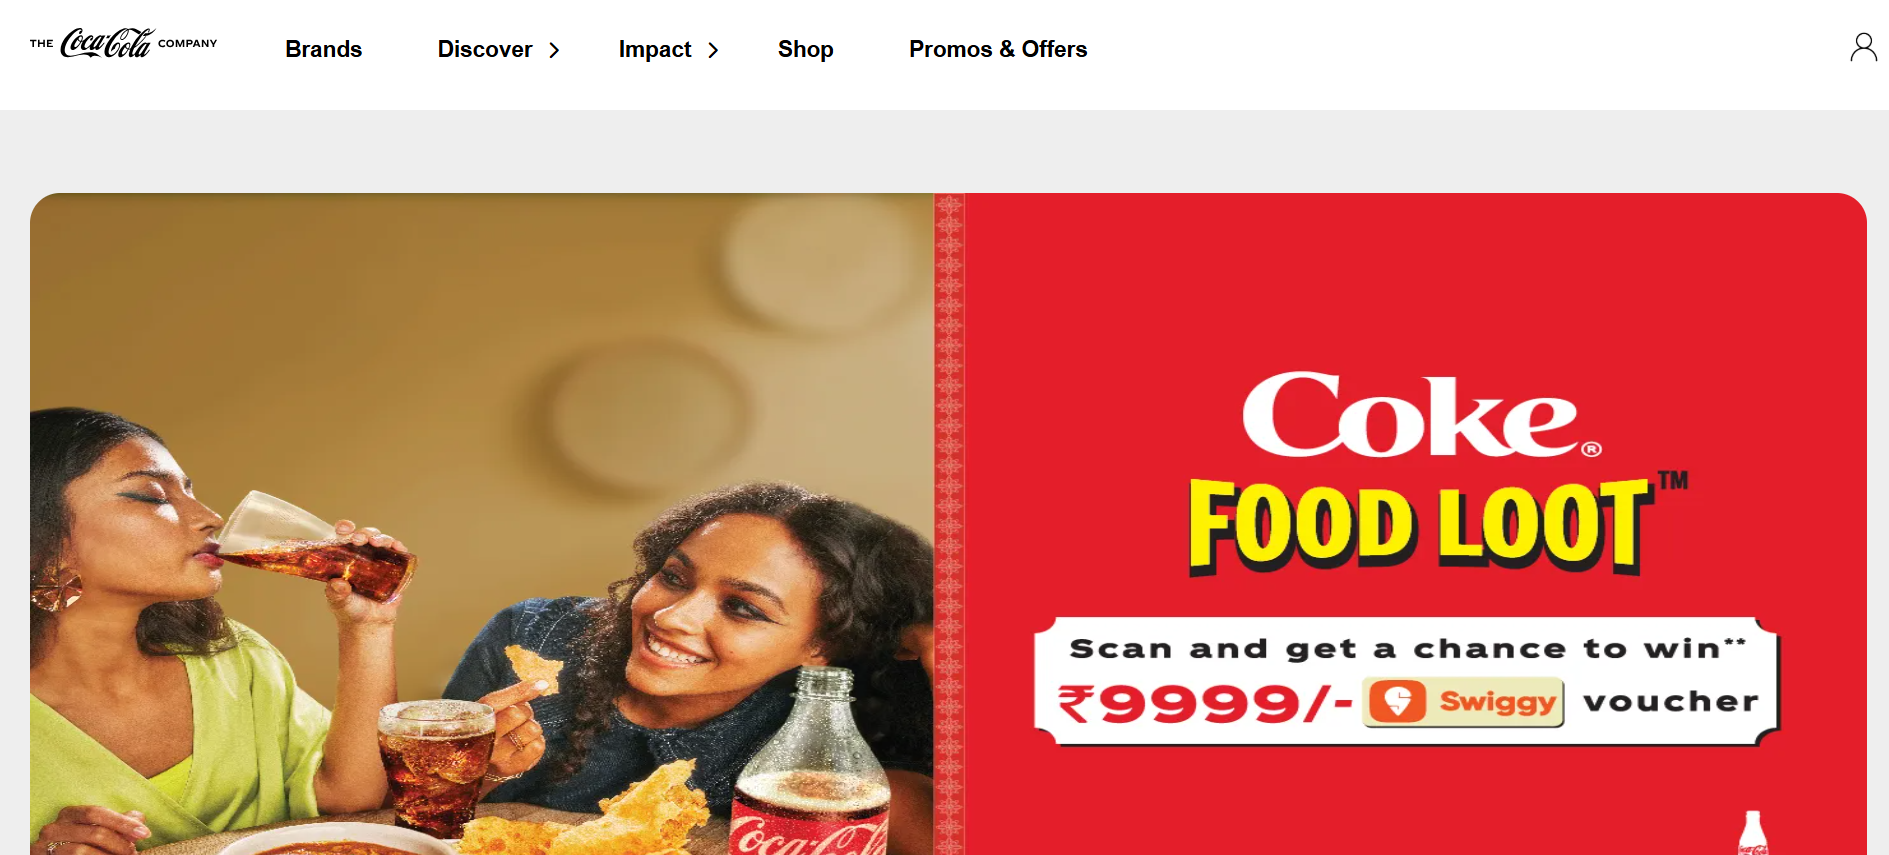 THE Coca-Cola COMPANY
Brands
Discover
Impact
Shop
Promos & Offers
Coke®
FOOD LOOT™
Scan and get a chance to win**
₹9999/- Swiggy voucher
Coca-Cola